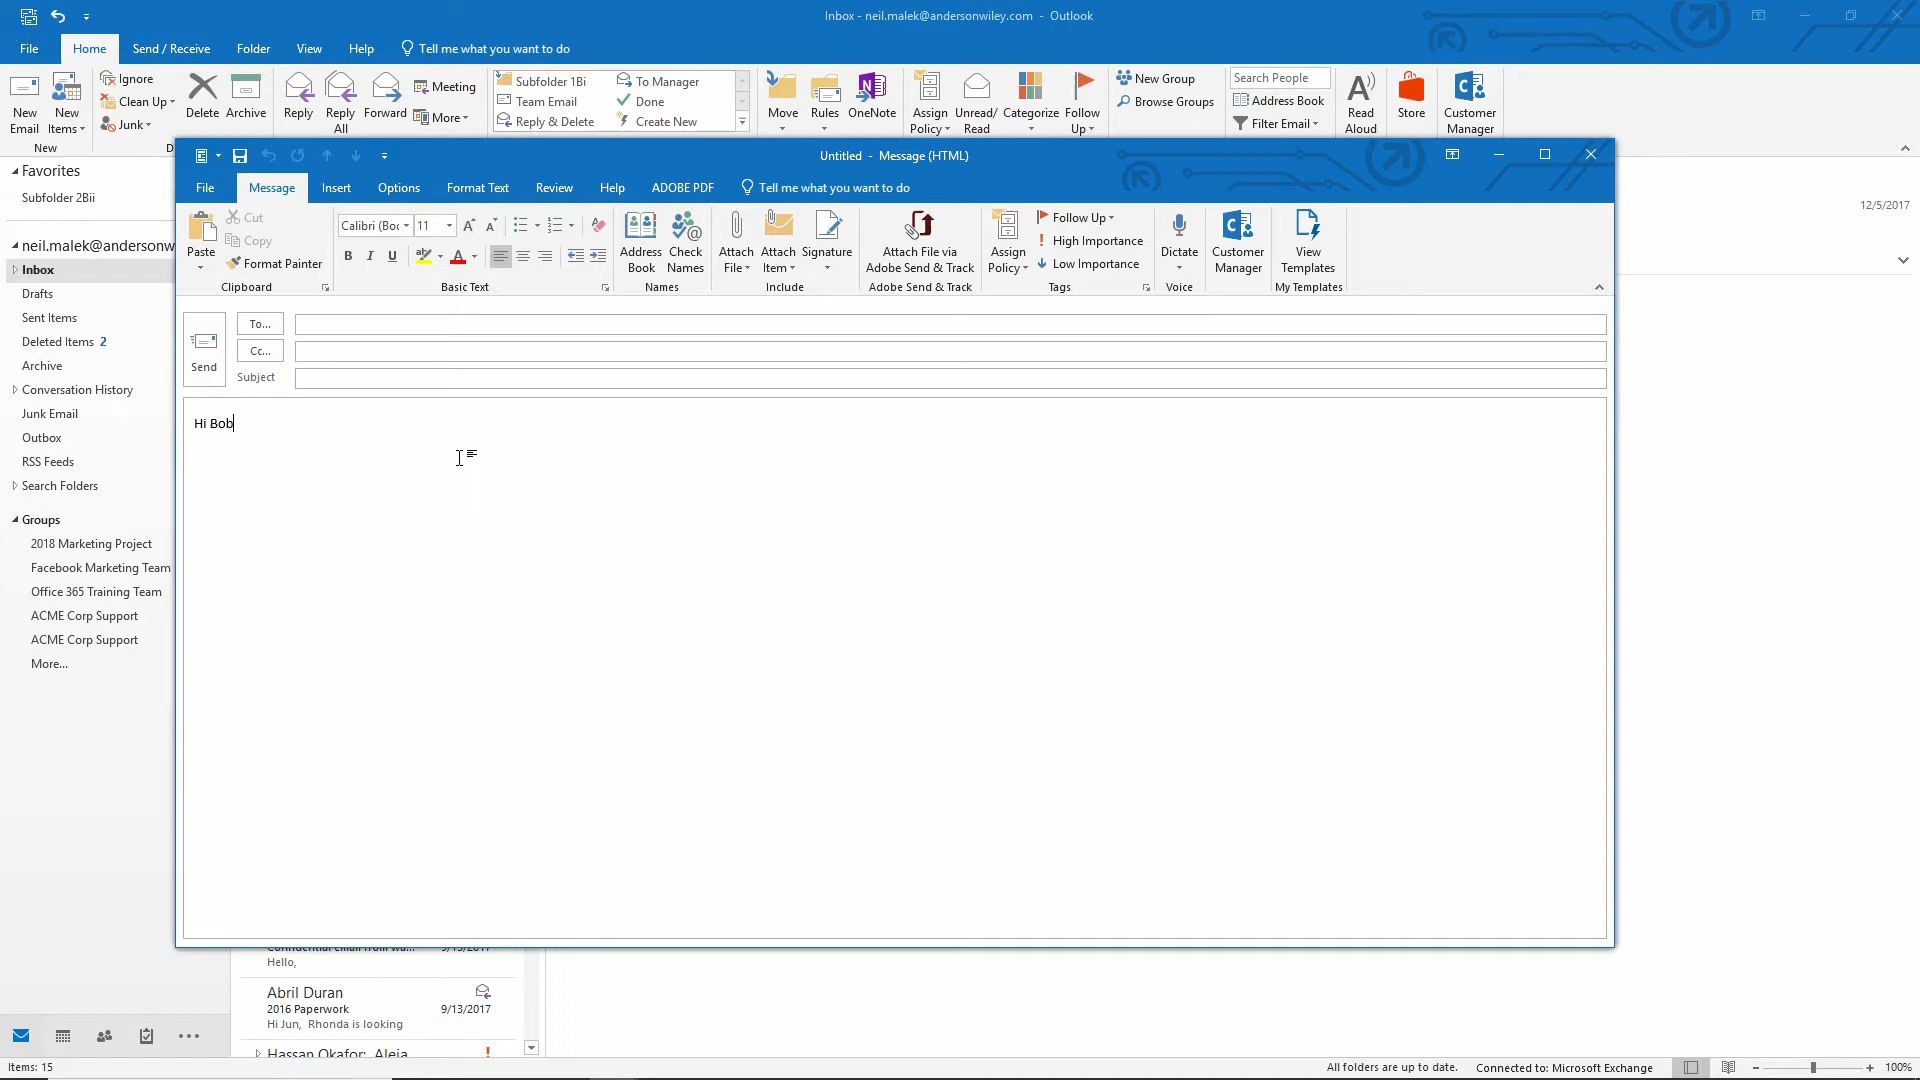 Inbox - neil.malek@andersonwiley.com - Outlook
File Home Send / Receive Folder View Help Tell me what you want to do
New Email
New Items
Ignore
Clean Up
Junk
Delete
Archive
Reply
Reply All
Forward
Meeting
More
Subfolder 1Bi
Team Email
Reply & Delete
To Manager
Done
Create New
Move
Rules
OneNote
Assign Policy
Unread/ Read
Categorize
Follow Up
New Group
Browse Groups
Search People
Address Book
Filter Email
Read Aloud
Store
Customer Manager
New
D
Favorites
Subfolder 2Bii
neil.malek@andersonw
Inbox
Drafts
Sent Items
Deleted Items 2
Archive
Conversation History
Junk Email
Outbox
RSS Feeds
Search Folders
Groups
2018 Marketing Project
Facebook Marketing Team
Office 365 Training Team
ACME Corp Support
ACME Corp Support
More...
12/5/2017
Untitled - Message (HTML)
File Message Insert Options Format Text Review Help ADOBE PDF Tell me what you want to do
Paste
Cut
Copy
Format Painter
Clipboard
Calibri (Boc 11
B I U
Basic Text
Address Book
Check Names
Names
Attach File
Attach Item
Signature
Include
Attach File via
Adobe Send & Track
Adobe Send & Track
Assign Policy
Follow Up
High Importance
Low Importance
Tags
Dictate
Voice
Customer Manager
View Templates
My Templates
Send
To...
Cc...
Subject
Hi Bob
Confidential email from wa... 9/13/2017
Hello,
Abril Duran
2016 Paperwork 9/13/2017
Hi Jun, Rhonda is looking
Hassan Okafor; Aleja
Items: 15
All folders are up to date. Connected to: Microsoft Exchange 100%